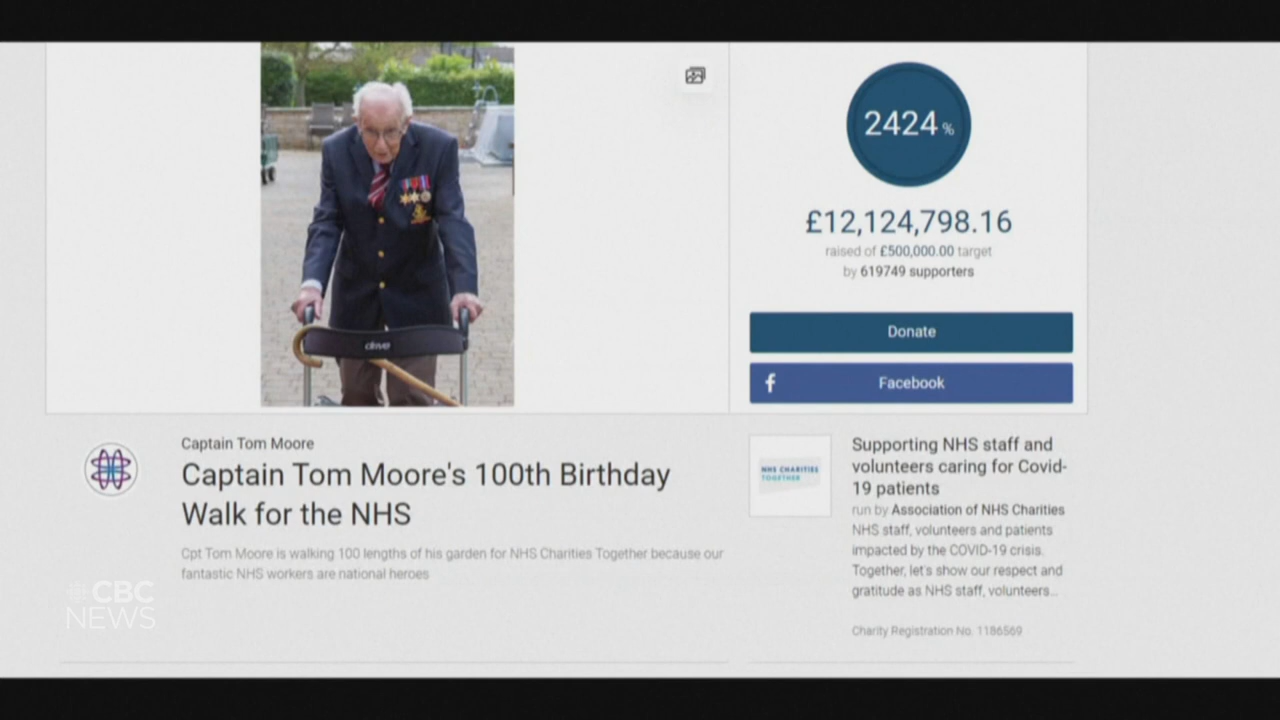 2424%
£12,124,798.16
raised of £500,000.00 target
by 619749 supporters
drive
Donate
f
Facebook
Captain Tom Moore
Captain Tom Moore's 100th Birthday
Walk for the NHS
Cpt Tom Moore is walking 100 lengths of his garden for NHS Charities Together because our
fantastic NHS workers are national heroes
NHS CHARITIES
TOGETHER
Supporting NHS staff and
volunteers caring for Covid-
19 patients
run by Association of NHS Charities
NHS staff, volunteers and patients
impacted by the COVID-19 crisis.
Together, let's show our respect and
gratitude as NHS staff, volunteers...
Charity Registration No. 1186569
CBC
NEWS